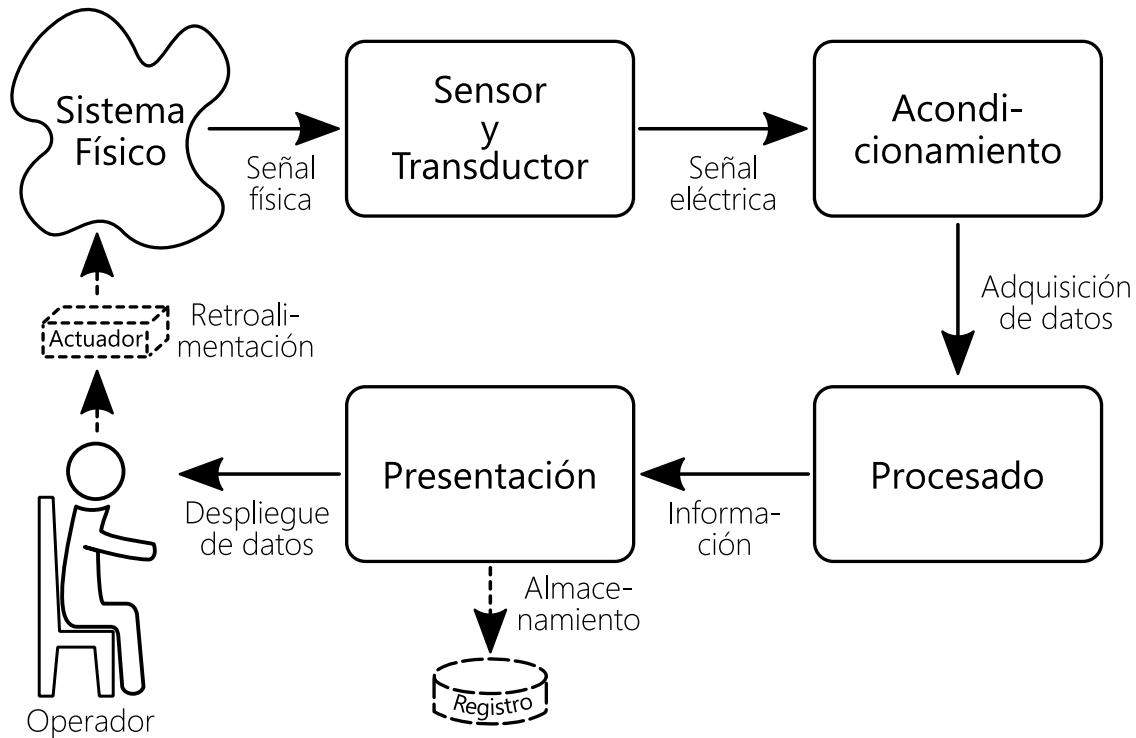 Sistema
Físico
Señal
física
Sensor
y
Transductor
Señal
eléctrica
Acondi-
cionamiento
Adquisición
de datos
Procesado
Informa-
ción
Presentación
Almace-
namiento
Registro
Despliegue
de datos
Operador
Actuador
Retroali-
mentación